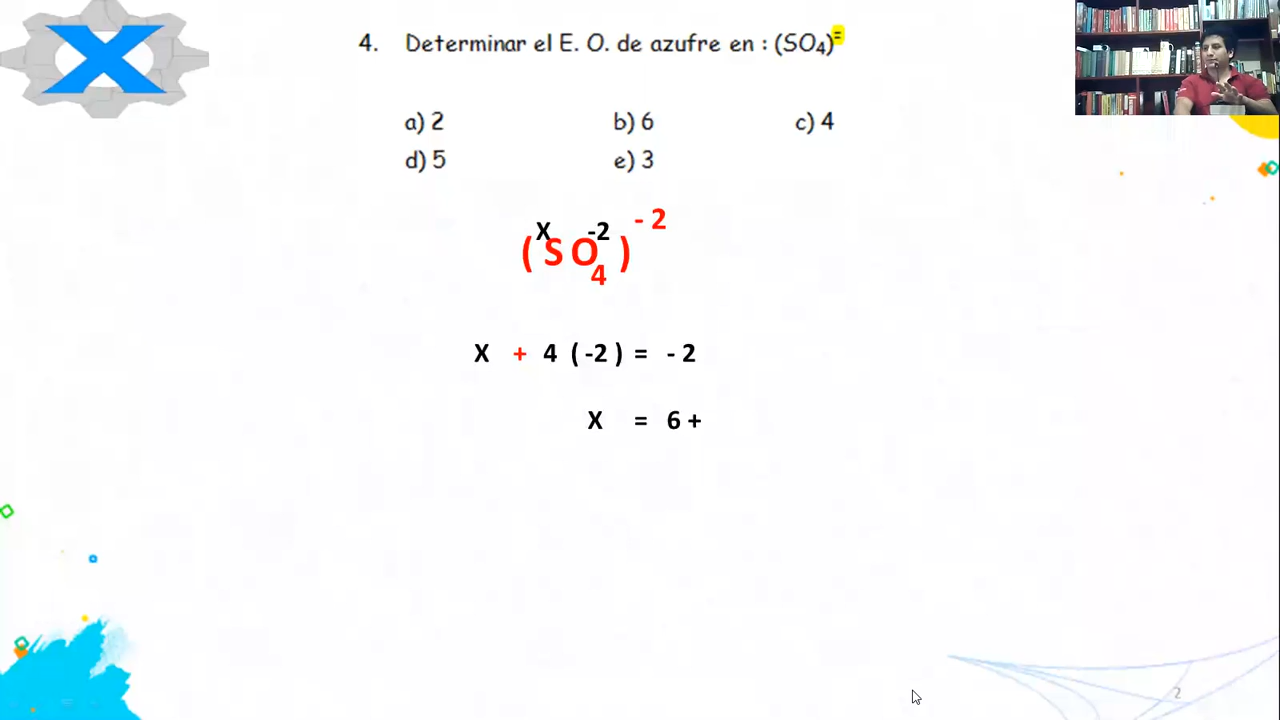 X
4. Determinar el E. O. de azufre en : (SO₄)⁼
a) 2 b) 6 c) 4
d) 5 e) 3
X -2 - 2
( S O₄ )
X + 4 ( -2 ) = - 2
X = 6 +
2